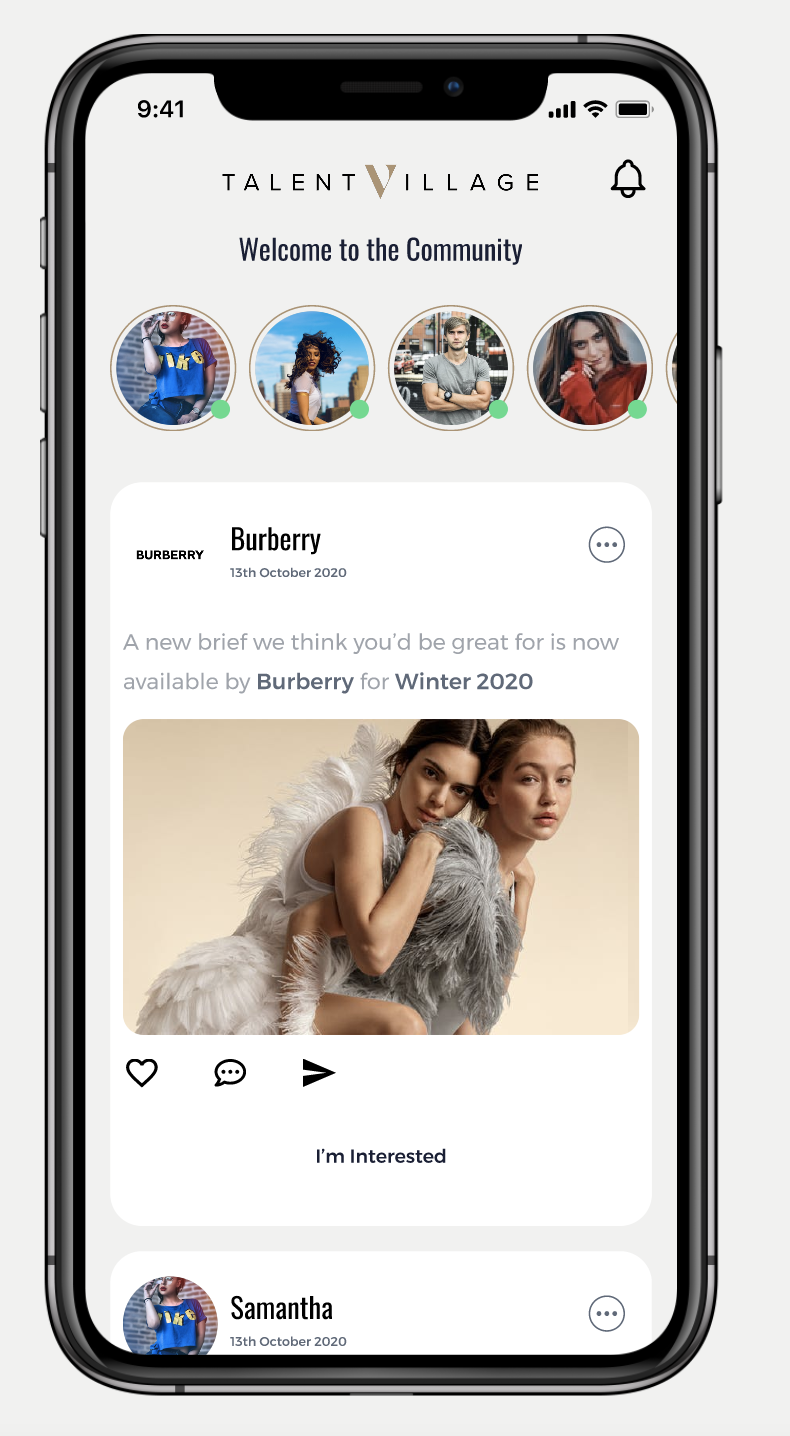 9:41
TALENT VILLAGE
Welcome to the Community
Burberry
BURBERRY
13th October 2020
A new brief we think you’d be great for is now
available by Burberry for Winter 2020
I’m Interested
Samantha
13th October 2020